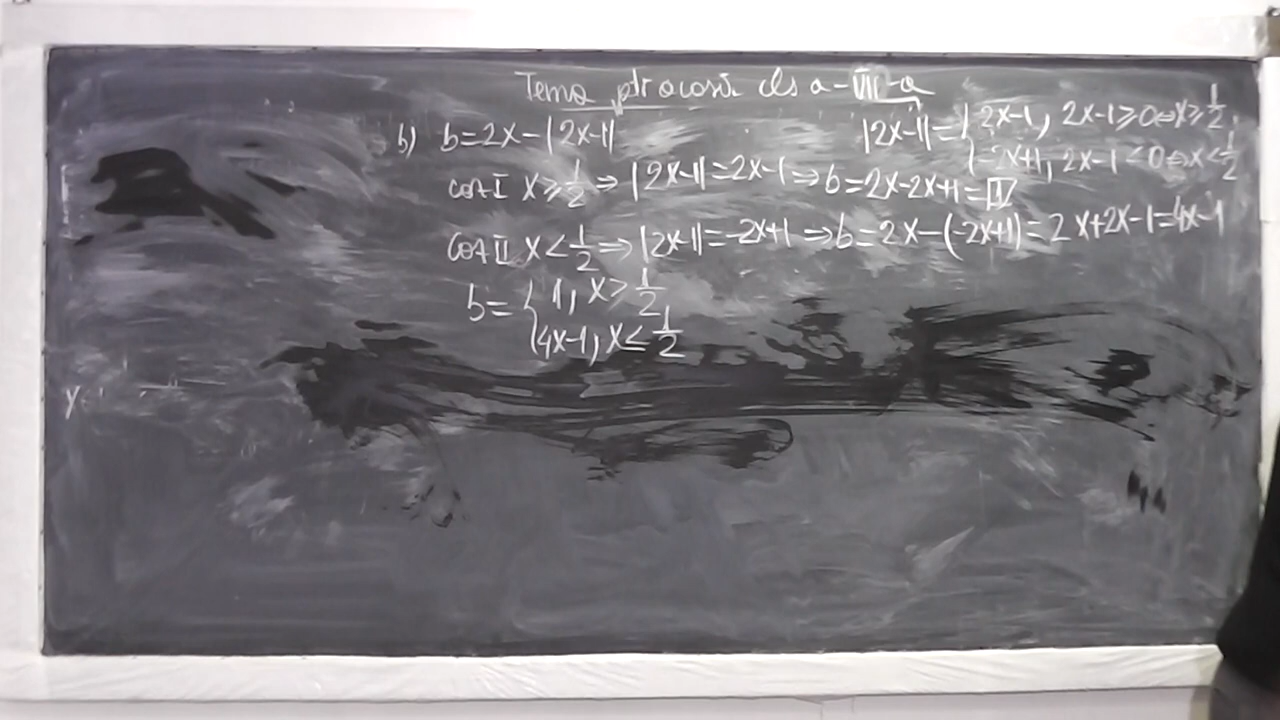 Tema ptr acasă cls a-VIII-a
b) b=2x-|2x-1| |2x-1|={2x-1, 2x-1≥0⇔x≥1/2
{-2x+1, 2x-1<0⇔x<1/2
Caz I x≥1/2 ⇒ |2x-1|=2x-1 ⇒ b=2x-2x+1=1
Caz II x<1/2 ⇒ |2x-1|=-2x+1 ⇒ b=2x-(-2x+1)=2x+2x-1=4x-1
b={1, x≥1/2
{4x-1, x<1/2